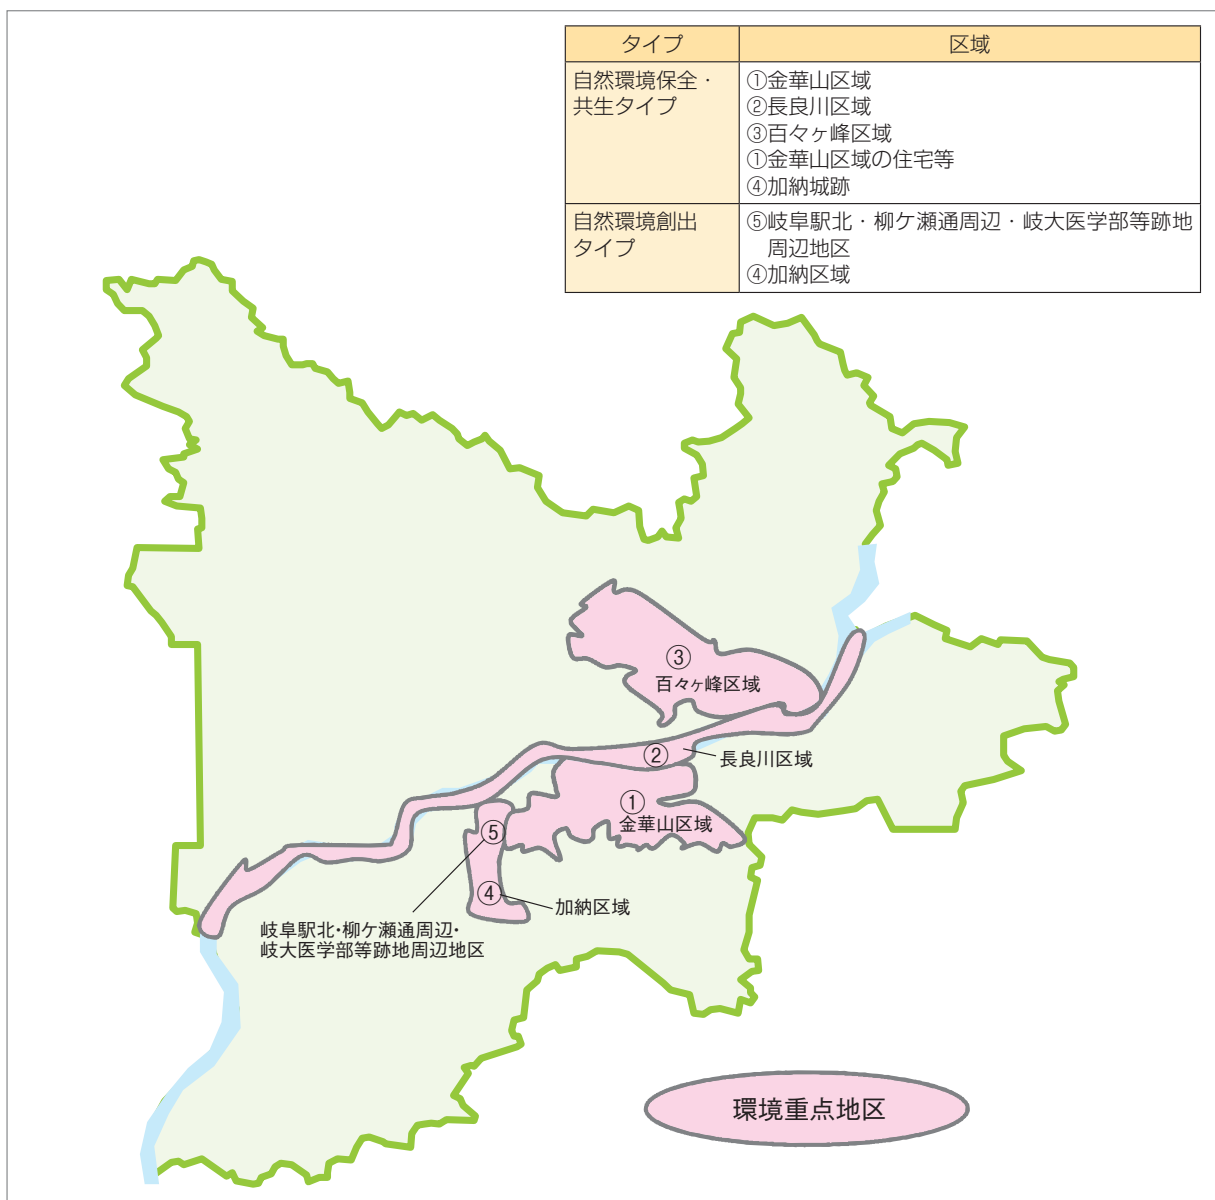 タイプ
区域
自然環境保全・
共生タイプ
①金華山区域
②長良川区域
③百々ヶ峰区域
①金華山区域の住宅等
④加納城跡
自然環境創出
タイプ
⑤岐阜駅北・柳ケ瀬通周辺・岐大医学部等跡地
周辺地区
④加納区域
③
百々ヶ峰区域
②
長良川区域
①
金華山区域
⑤
④
加納区域
岐阜駅北・柳ケ瀬通周辺・
岐大医学部等跡地周辺地区
環境重点地区